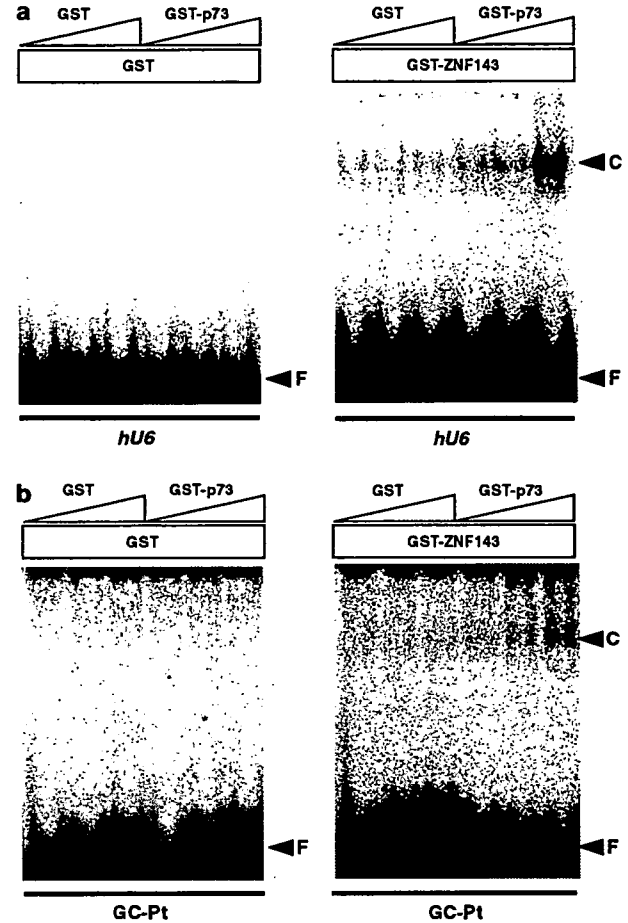 a
GST GST-p73 GST GST-p73
GST GST-ZNF143
C
F F
hU6 hU6
b
GST GST-p73 GST GST-p73
GST GST-ZNF143
C
F F
GC-Pt GC-Pt